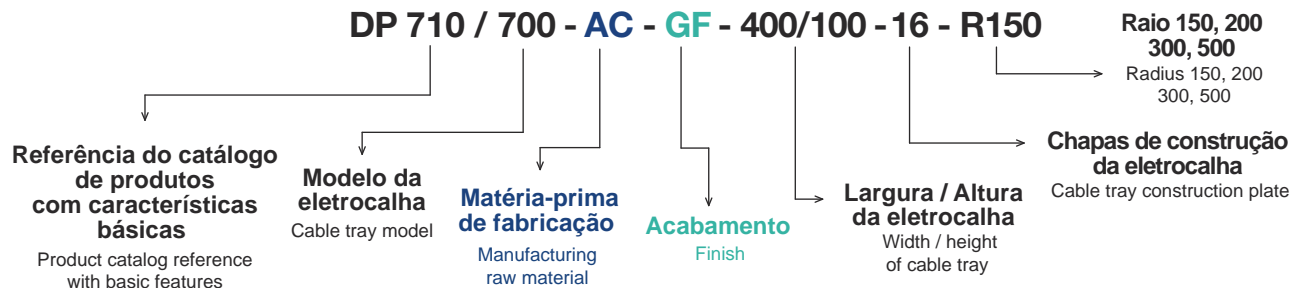 DP 710 / 700 - AC - GF - 400/100 - 16 - R150
Raio 150, 200
300, 500
Radius 150, 200
300, 500
Referência do catálogo
de produtos
com características
básicas
Product catalog reference
with basic features
Modelo da
eletrocalha
Cable tray model
Matéria-prima
de fabricação
Manufacturing
raw material
Acabamento
Finish
Largura / Altura
da eletrocalha
Width / height
of cable tray
Chapas de construção
da eletrocalha
Cable tray construction plate